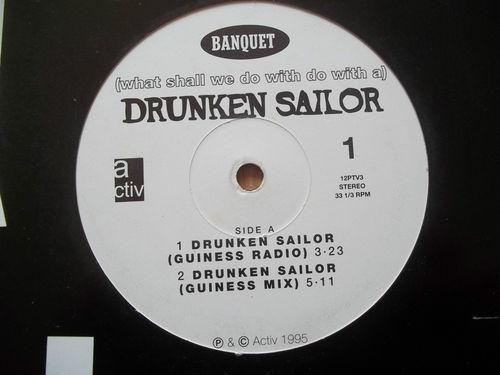 BANQUET
(what shall we do with do with a)
DRUNKEN SAILOR
1
a
ctiv
12PTV3
STEREO
33 1/3 RPM
SIDE A
1 DRUNKEN SAILOR
(GUINESS RADIO) 3·23
2 DRUNKEN SAILOR
(GUINESS MIX) 5·11
℗ & © Activ 1995